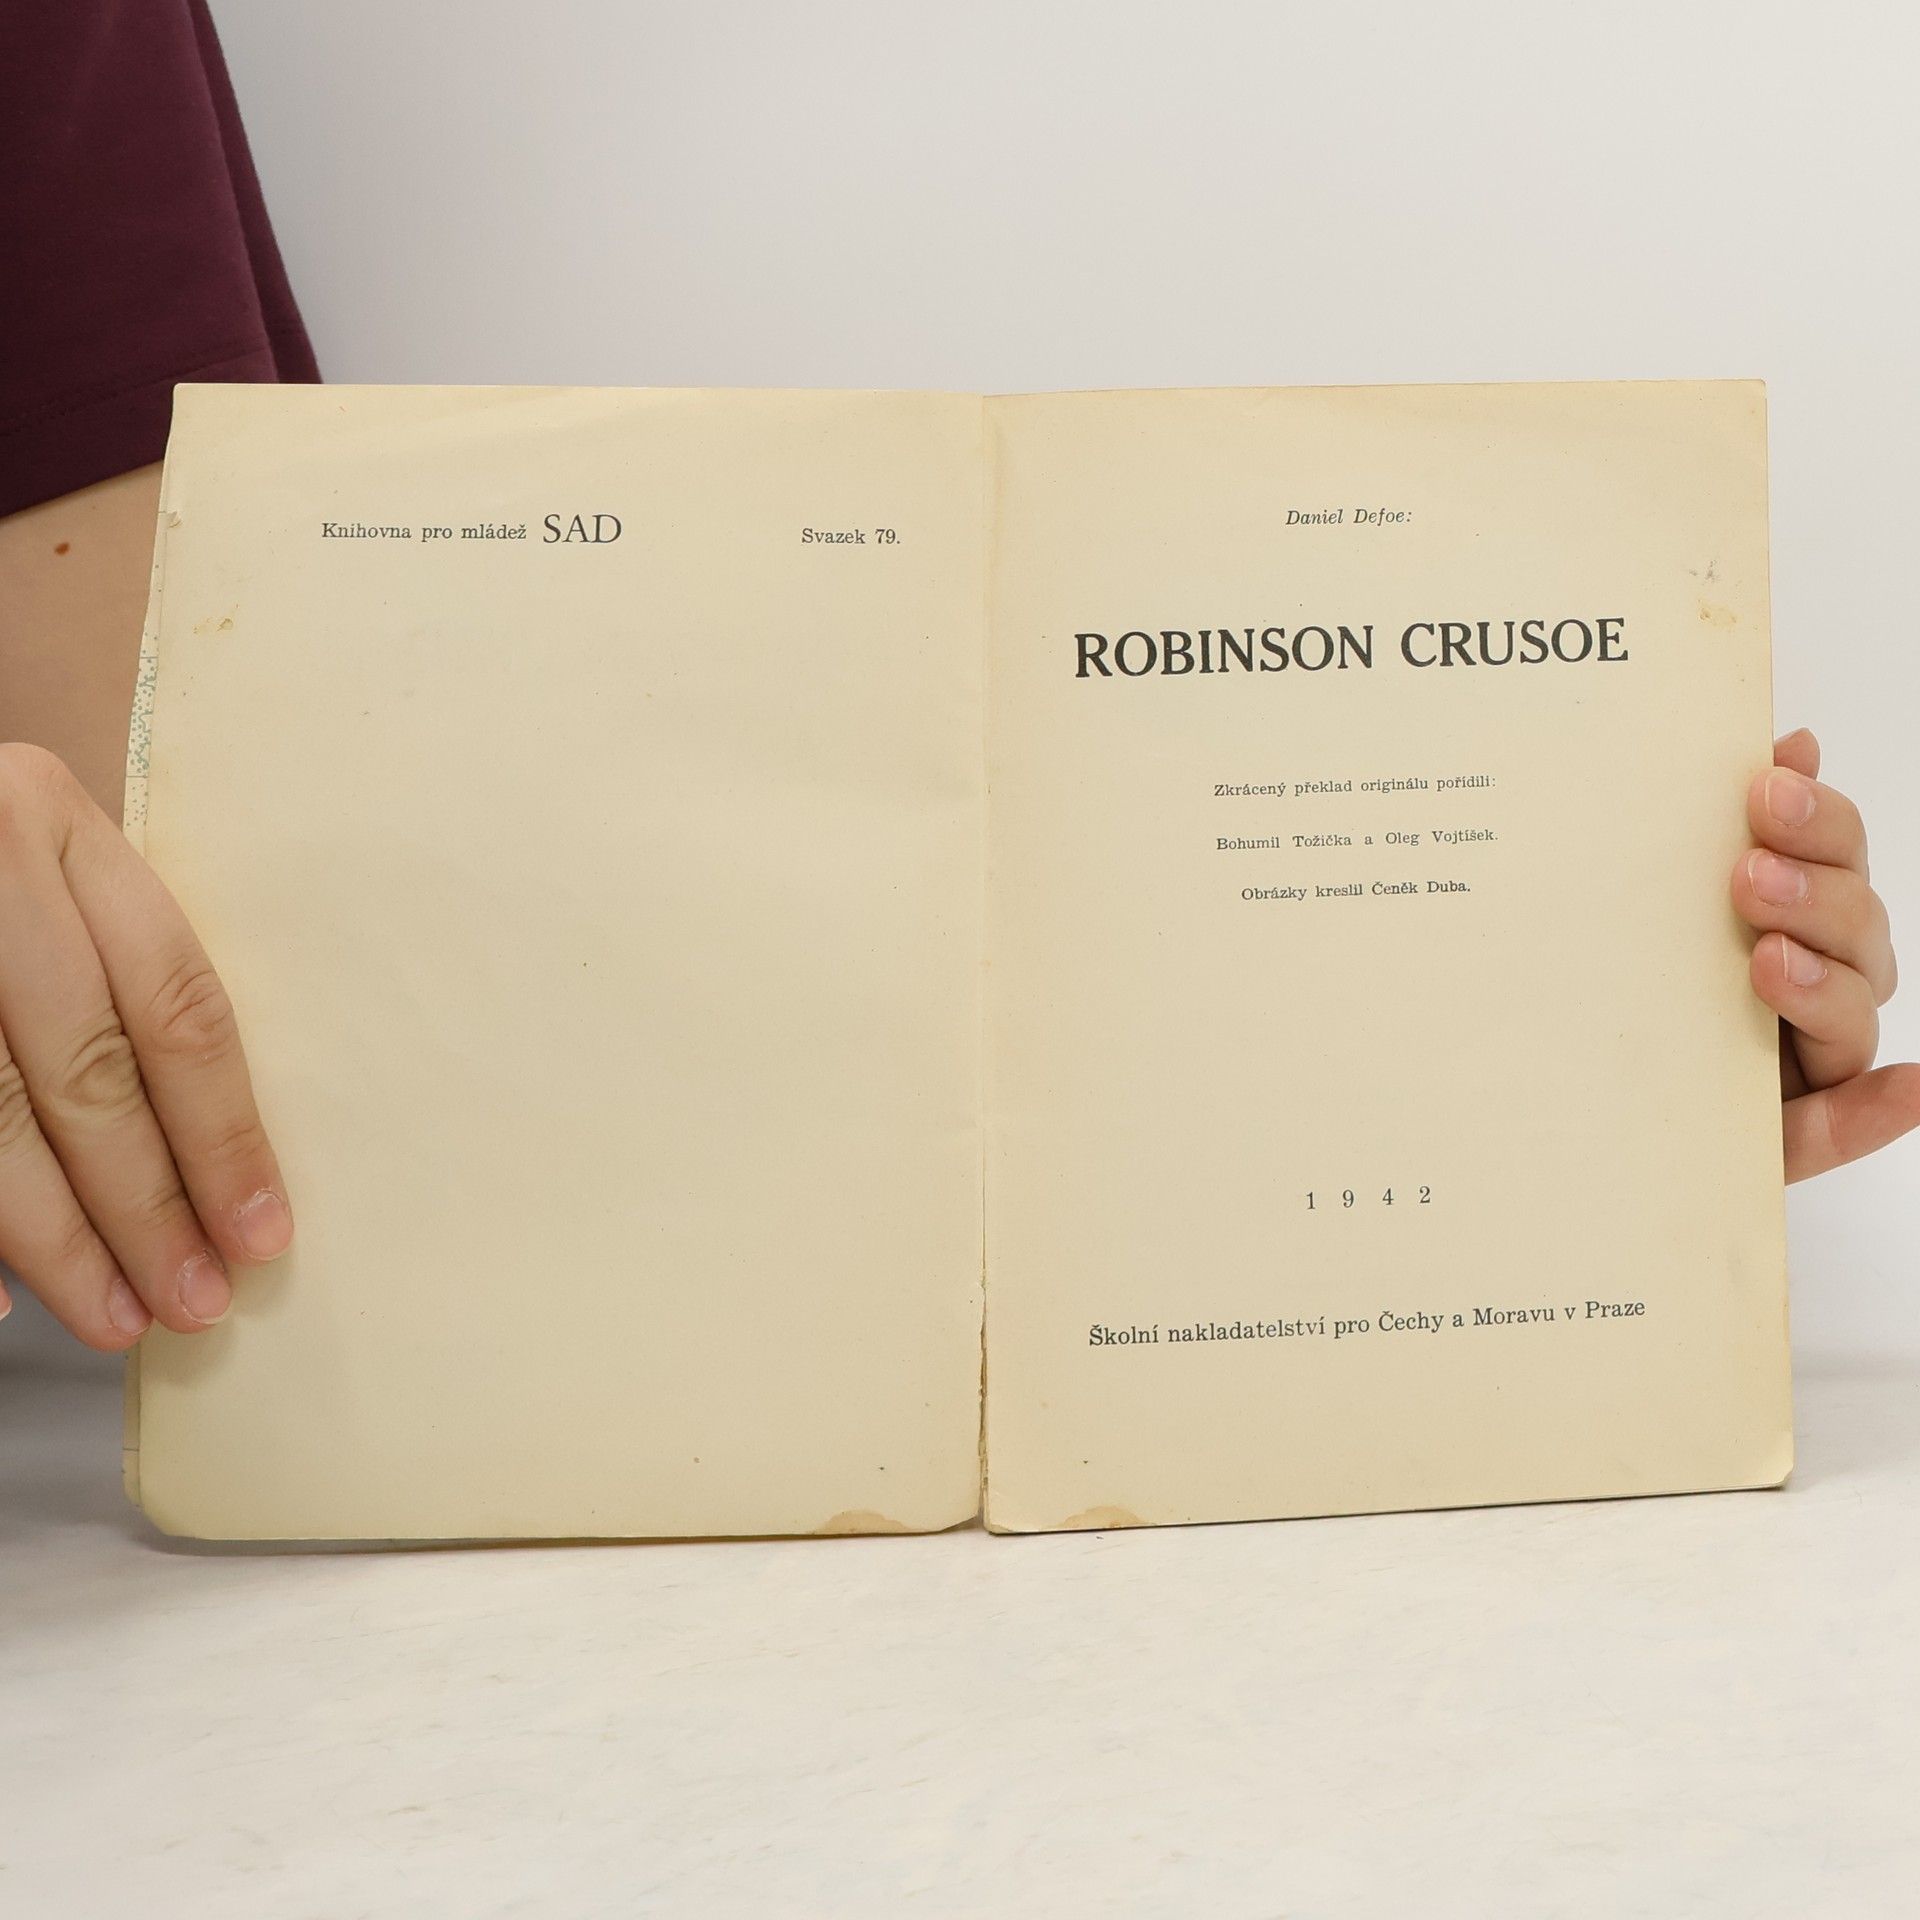 Knihovna pro mládež SAD Svazek 79.
Daniel Defoe:
ROBINSON CRUSOE
Zkrácený překlad originálu pořídili:
Bohumil Tožička a Oleg Vojtíšek.
Obrázky kreslil Čeněk Duba.
1 9 4 2
Školní nakladatelství pro Čechy a Moravu v Praze